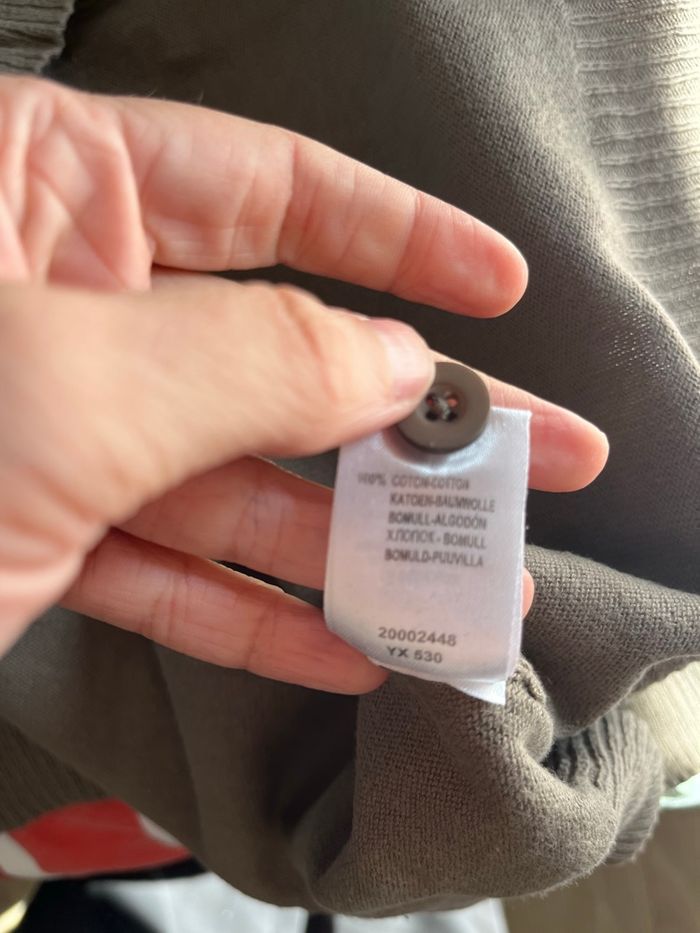 100% COTON-COTTON
KATOEN-BAUMWOLLE
BOMULL-ALGODÓN
ХЛОПОК - BOMULL
BOMULD-PUUVILLA
20002448
YX 530